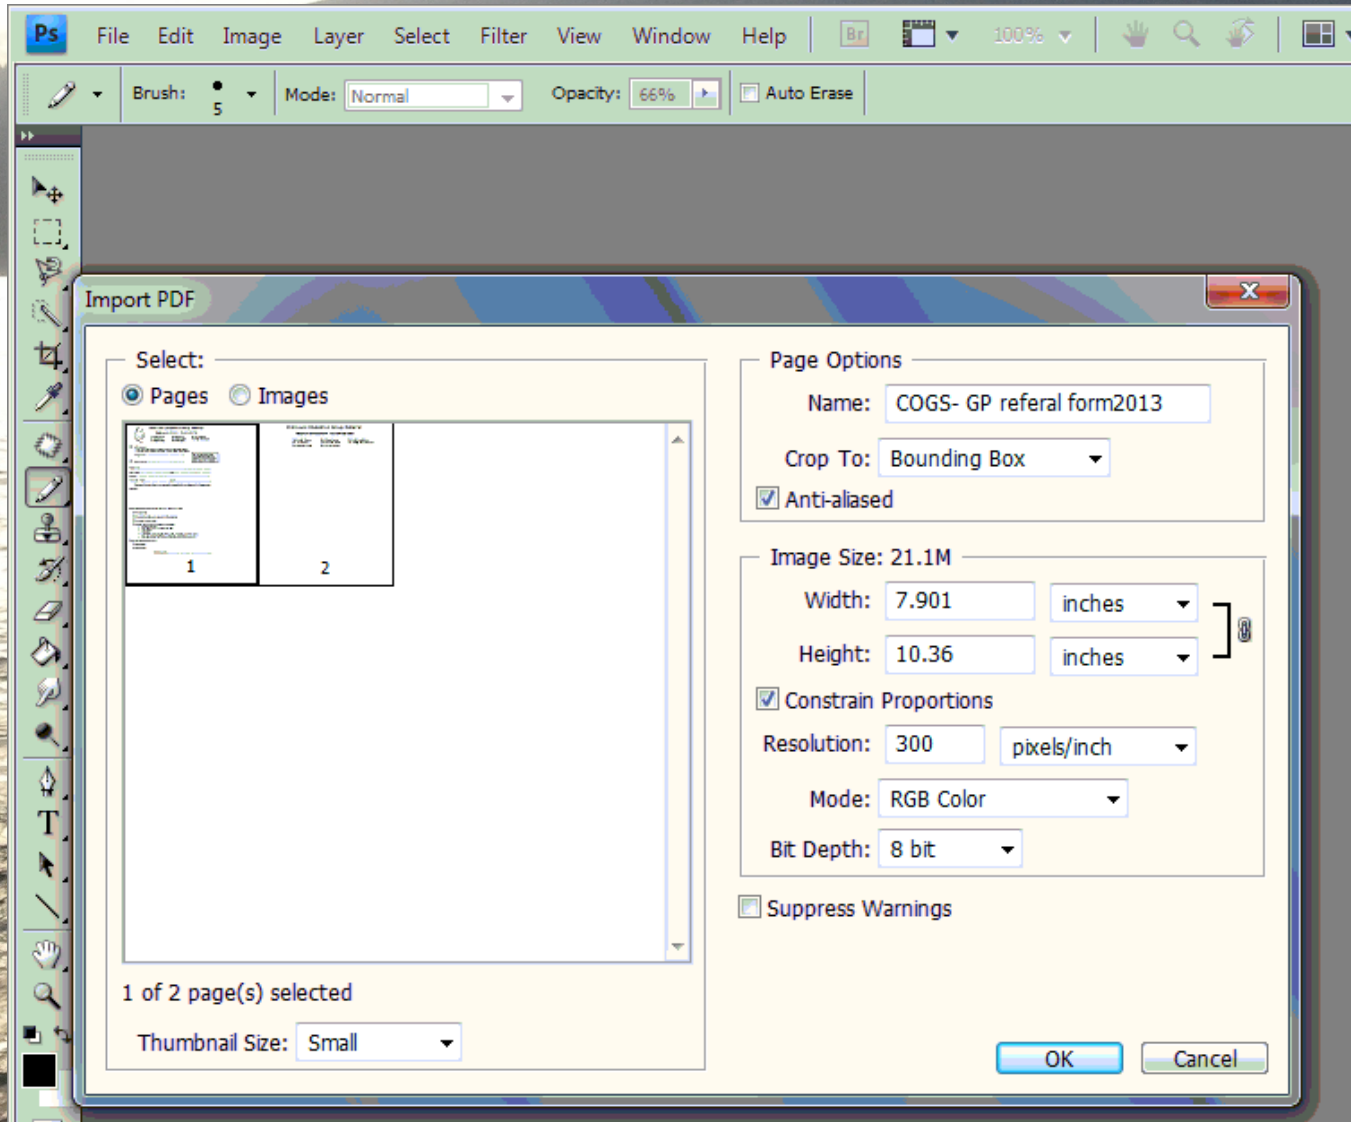 Ps File Edit Image Layer Select Filter View Window Help Br 100%
Brush: 5 Mode: Normal Opacity: 66% Auto Erase
Import PDF
Select:
Pages Images
1 2
1 of 2 page(s) selected
Thumbnail Size: Small
Page Options
Name: COGS- GP referal form2013
Crop To: Bounding Box
Anti-aliased
Image Size: 21.1M
Width: 7.901 inches
Height: 10.36 inches
Constrain Proportions
Resolution: 300 pixels/inch
Mode: RGB Color
Bit Depth: 8 bit
Suppress Warnings
OK Cancel
T